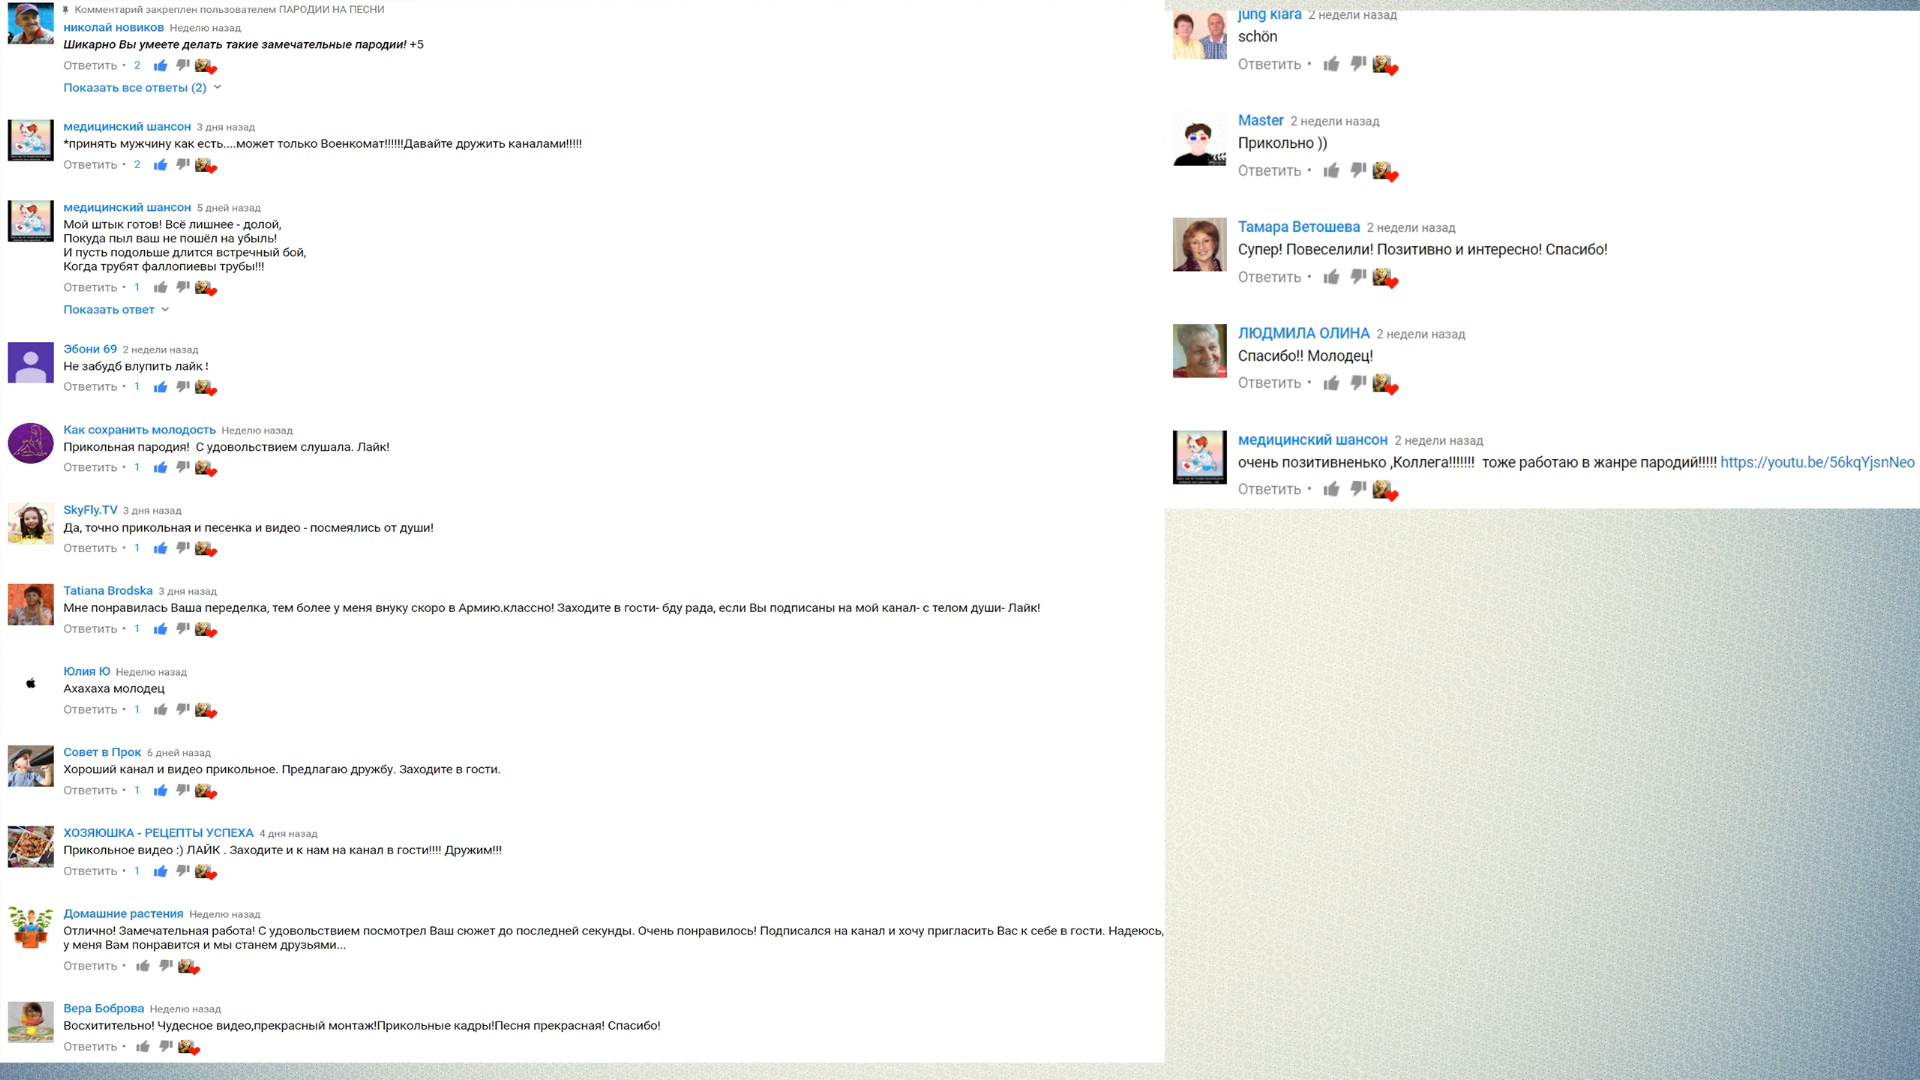 Комментарий закреплен пользователем ПАРОДИИ НА ПЕСНИ
николай новиков Неделю назад
Шикарно Вы умеете делать такие замечательные пародии! +5
Ответить • 2
Показать все ответы (2)
медицинский шансон 3 дня назад
*принять мужчину как есть....может только Военкомат!!!!!!Давайте дружить каналами!!!!!
Ответить • 2
медицинский шансон 5 дней назад
Мой штык готов! Всё лишнее - долой,
Покуда пыл ваш не пошёл на убыль!
И пусть подольше длится встречный бой,
Когда трубят фаллопиевы трубы!!!
Ответить • 1
Показать ответ
Эбони 69 2 недели назад
Не забудб влупить лайк !
Ответить • 1
Как сохранить молодость Неделю назад
Прикольная пародия! С удовольствием слушала. Лайк!
Ответить • 1
SkyFly.TV 3 дня назад
Да, точно прикольная и песенка и видео - посмеялись от души!
Ответить • 1
Tatiana Brodska 3 дня назад
Мне понравилась Ваша переделка, тем более у меня внуку скоро в Армию.классно! Заходите в гости- бду рада, если Вы подписаны на мой канал- с телом души- Лайк!
Ответить • 1
Юлия Ю Неделю назад
Ахахаха молодец
Ответить • 1
Совет в Прок 6 дней назад
Хороший канал и видео прикольное. Предлагаю дружбу. Заходите в гости.
Ответить • 1
ХОЗЯЮШКА - РЕЦЕПТЫ УСПЕХА 4 дня назад
Прикольное видео :) ЛАЙК . Заходите и к нам на канал в гости!!!! Дружим!!!
Ответить • 1
Домашние растения Неделю назад
Отлично! Замечательная работа! С удовольствием посмотрел Ваш сюжет до последней секунды. Очень понравилось! Подписался на канал и хочу пригласить Вас к себе в гости. Надеюсь,
у меня Вам понравится и мы станем друзьями...
Ответить •
Вера Боброва Неделю назад
Восхитительно! Чудесное видео,прекрасный монтаж!Прикольные кадры!Песня прекрасная! Спасибо!
Ответить •
jung klara 2 недели назад
schön
Ответить •
Master 2 недели назад
Прикольно ))
Ответить •
Тамара Ветошева 2 недели назад
Супер! Повеселили! Позитивно и интересно! Спасибо!
Ответить •
ЛЮДМИЛА ОЛИНА 2 недели назад
Спасибо!! Молодец!
Ответить •
медицинский шансон 2 недели назад
очень позитивненько ,Коллега!!!!!!! тоже работаю в жанре пародий!!!!! https://youtu.be/56kqYjsnNeo
Ответить •